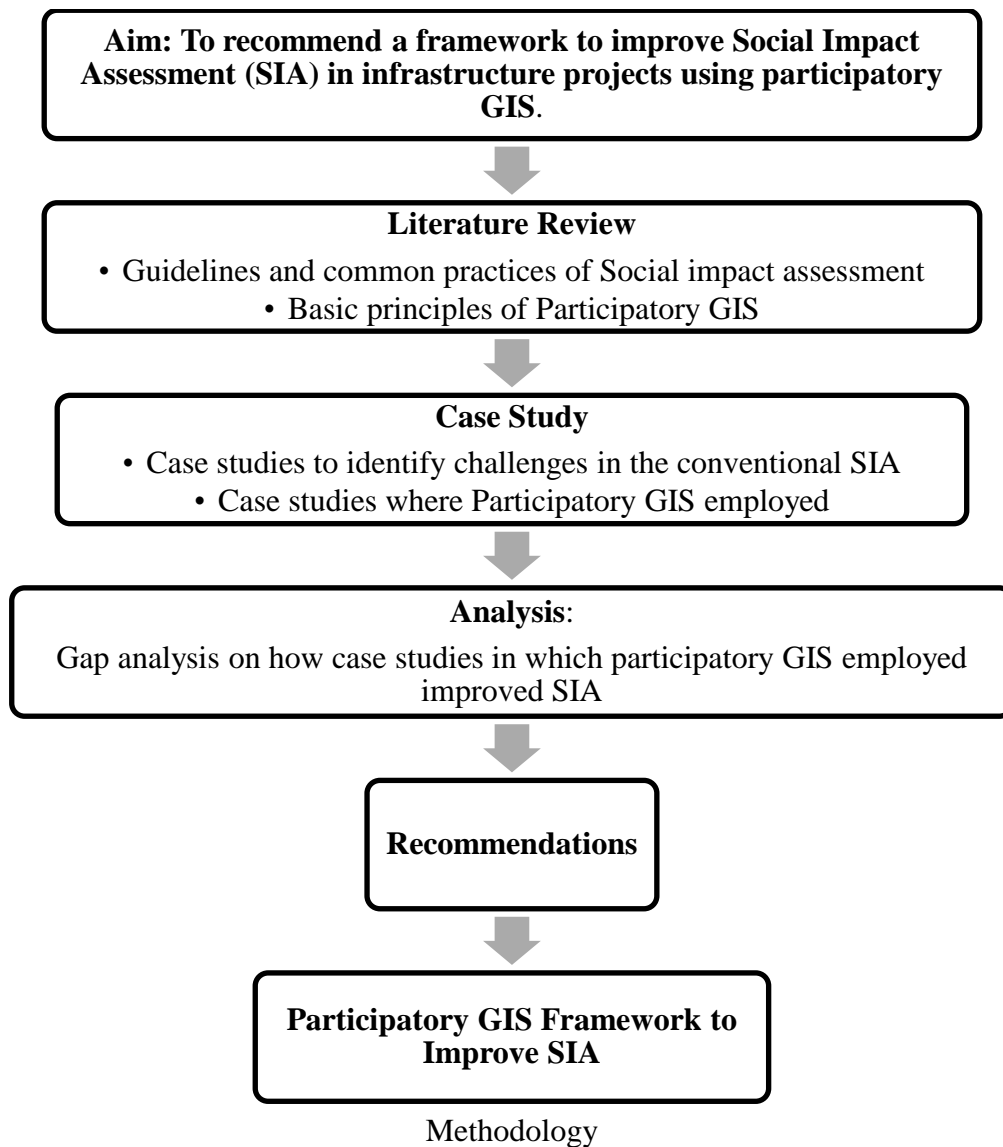 Aim: To recommend a framework to improve Social Impact
Assessment (SIA) in infrastructure projects using participatory
GIS.
Literature Review
• Guidelines and common practices of Social impact assessment
• Basic principles of Participatory GIS
Case Study
• Case studies to identify challenges in the conventional SIA
• Case studies where Participatory GIS employed
Analysis:
Gap analysis on how case studies in which participatory GIS employed
improved SIA
Recommendations
Participatory GIS Framework to
Improve SIA
Methodology